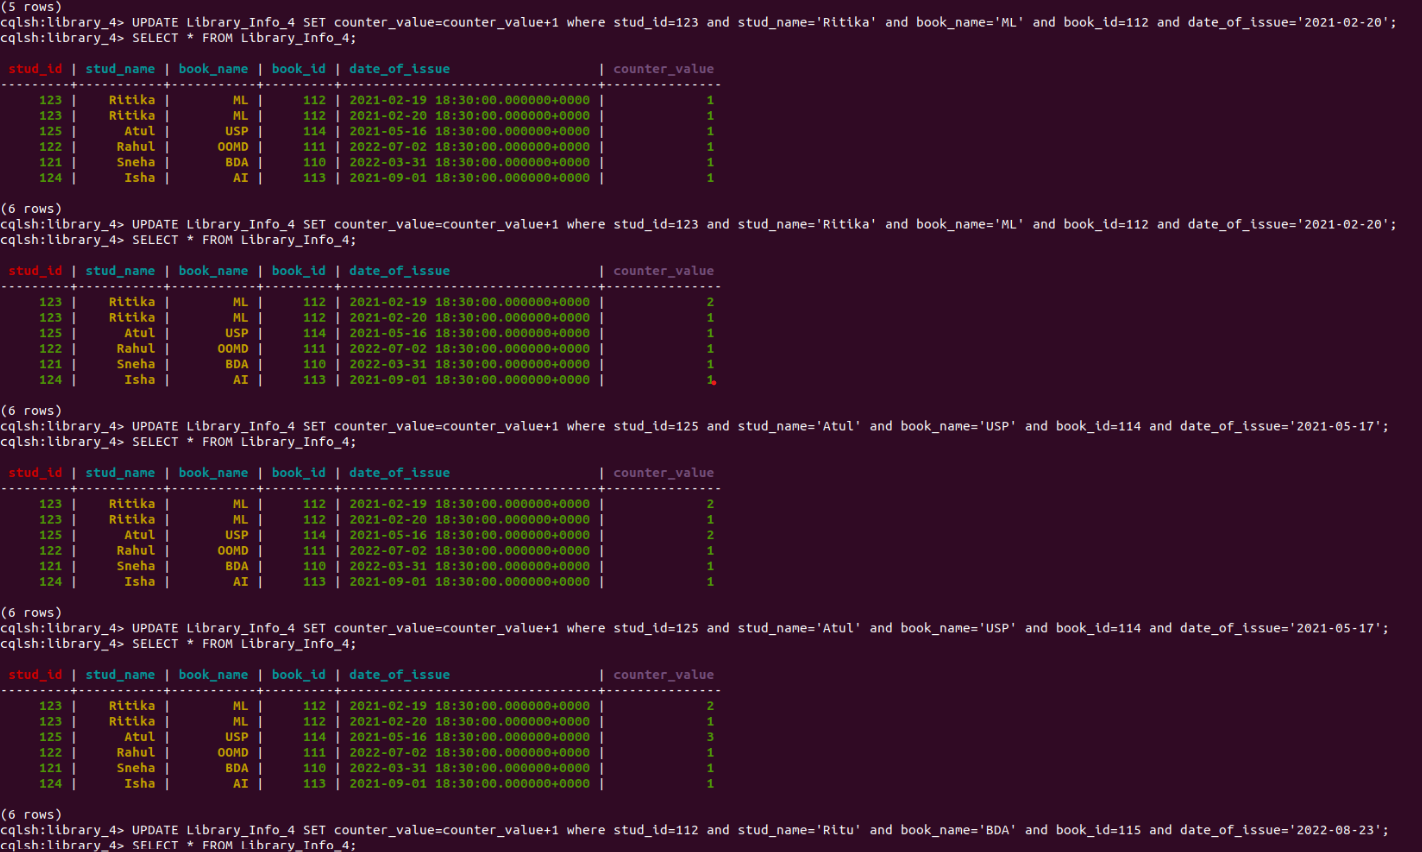 (5 rows)
cqlsh:library_4> UPDATE Library_Info_4 SET counter_value=counter_value+1 where stud_id=123 and stud_name='Ritika' and book_name='ML' and book_id=112 and date_of_issue='2021-02-20';
cqlsh:library_4> SELECT * FROM Library_Info_4;
stud_id | stud_name | book_name | book_id | date_of_issue | counter_value
---------+-----------+-----------+---------+---------------------------------+---------------
123 | Ritika | ML | 112 | 2021-02-19 18:30:00.000000+0000 | 1
123 | Ritika | ML | 112 | 2021-02-20 18:30:00.000000+0000 | 1
125 | Atul | USP | 114 | 2021-05-16 18:30:00.000000+0000 | 1
122 | Rahul | OOMD | 111 | 2022-07-02 18:30:00.000000+0000 | 1
121 | Sneha | BDA | 110 | 2022-03-31 18:30:00.000000+0000 | 1
124 | Isha | AI | 113 | 2021-09-01 18:30:00.000000+0000 | 1
(6 rows)
cqlsh:library_4> UPDATE Library_Info_4 SET counter_value=counter_value+1 where stud_id=123 and stud_name='Ritika' and book_name='ML' and book_id=112 and date_of_issue='2021-02-20';
cqlsh:library_4> SELECT * FROM Library_Info_4;
stud_id | stud_name | book_name | book_id | date_of_issue | counter_value
---------+-----------+-----------+---------+---------------------------------+---------------
123 | Ritika | ML | 112 | 2021-02-19 18:30:00.000000+0000 | 2
123 | Ritika | ML | 112 | 2021-02-20 18:30:00.000000+0000 | 1
125 | Atul | USP | 114 | 2021-05-16 18:30:00.000000+0000 | 1
122 | Rahul | OOMD | 111 | 2022-07-02 18:30:00.000000+0000 | 1
121 | Sneha | BDA | 110 | 2022-03-31 18:30:00.000000+0000 | 1
124 | Isha | AI | 113 | 2021-09-01 18:30:00.000000+0000 | 1
(6 rows)
cqlsh:library_4> UPDATE Library_Info_4 SET counter_value=counter_value+1 where stud_id=125 and stud_name='Atul' and book_name='USP' and book_id=114 and date_of_issue='2021-05-17';
cqlsh:library_4> SELECT * FROM Library_Info_4;
stud_id | stud_name | book_name | book_id | date_of_issue | counter_value
---------+-----------+-----------+---------+---------------------------------+---------------
123 | Ritika | ML | 112 | 2021-02-19 18:30:00.000000+0000 | 2
123 | Ritika | ML | 112 | 2021-02-20 18:30:00.000000+0000 | 1
125 | Atul | USP | 114 | 2021-05-16 18:30:00.000000+0000 | 2
122 | Rahul | OOMD | 111 | 2022-07-02 18:30:00.000000+0000 | 1
121 | Sneha | BDA | 110 | 2022-03-31 18:30:00.000000+0000 | 1
124 | Isha | AI | 113 | 2021-09-01 18:30:00.000000+0000 | 1
(6 rows)
cqlsh:library_4> UPDATE Library_Info_4 SET counter_value=counter_value+1 where stud_id=125 and stud_name='Atul' and book_name='USP' and book_id=114 and date_of_issue='2021-05-17';
cqlsh:library_4> SELECT * FROM Library_Info_4;
stud_id | stud_name | book_name | book_id | date_of_issue | counter_value
---------+-----------+-----------+---------+---------------------------------+---------------
123 | Ritika | ML | 112 | 2021-02-19 18:30:00.000000+0000 | 2
123 | Ritika | ML | 112 | 2021-02-20 18:30:00.000000+0000 | 1
125 | Atul | USP | 114 | 2021-05-16 18:30:00.000000+0000 | 3
122 | Rahul | OOMD | 111 | 2022-07-02 18:30:00.000000+0000 | 1
121 | Sneha | BDA | 110 | 2022-03-31 18:30:00.000000+0000 | 1
124 | Isha | AI | 113 | 2021-09-01 18:30:00.000000+0000 | 1
(6 rows)
cqlsh:library_4> UPDATE Library_Info_4 SET counter_value=counter_value+1 where stud_id=112 and stud_name='Ritu' and book_name='BDA' and book_id=115 and date_of_issue='2022-08-23';
cqlsh:library_4> SELECT * FROM Library_Info_4;